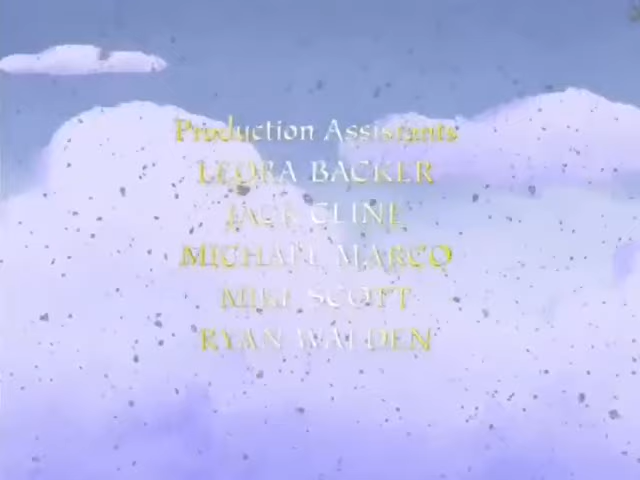 Production Assistants
LEORA BACKER
JACK CLINE
MICHAEL MARCO
MIKE SCOTT
RYAN WALDEN